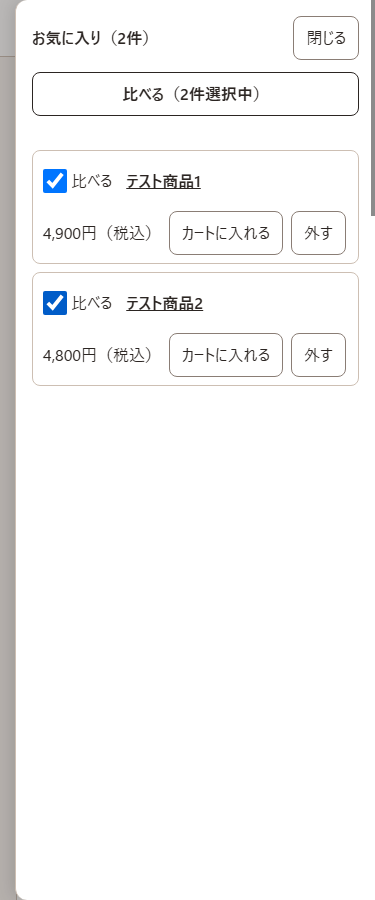 お気に入り（2件）
閉じる
比べる（2件選択中）
比べる テスト商品1
4,900円（税込） カートに入れる 外す
比べる テスト商品2
4,800円（税込） カートに入れる 外す